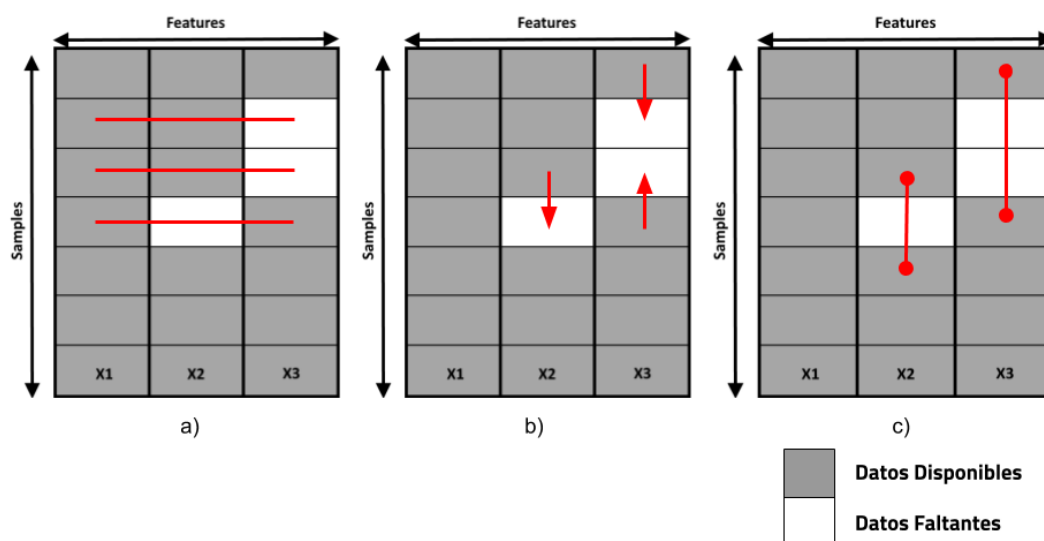 Features
Features
Features
Samples
Samples
Samples
X1 X2 X3
X1 X2 X3
X1 X2 X3
a)
b)
c)
Datos Disponibles
Datos Faltantes